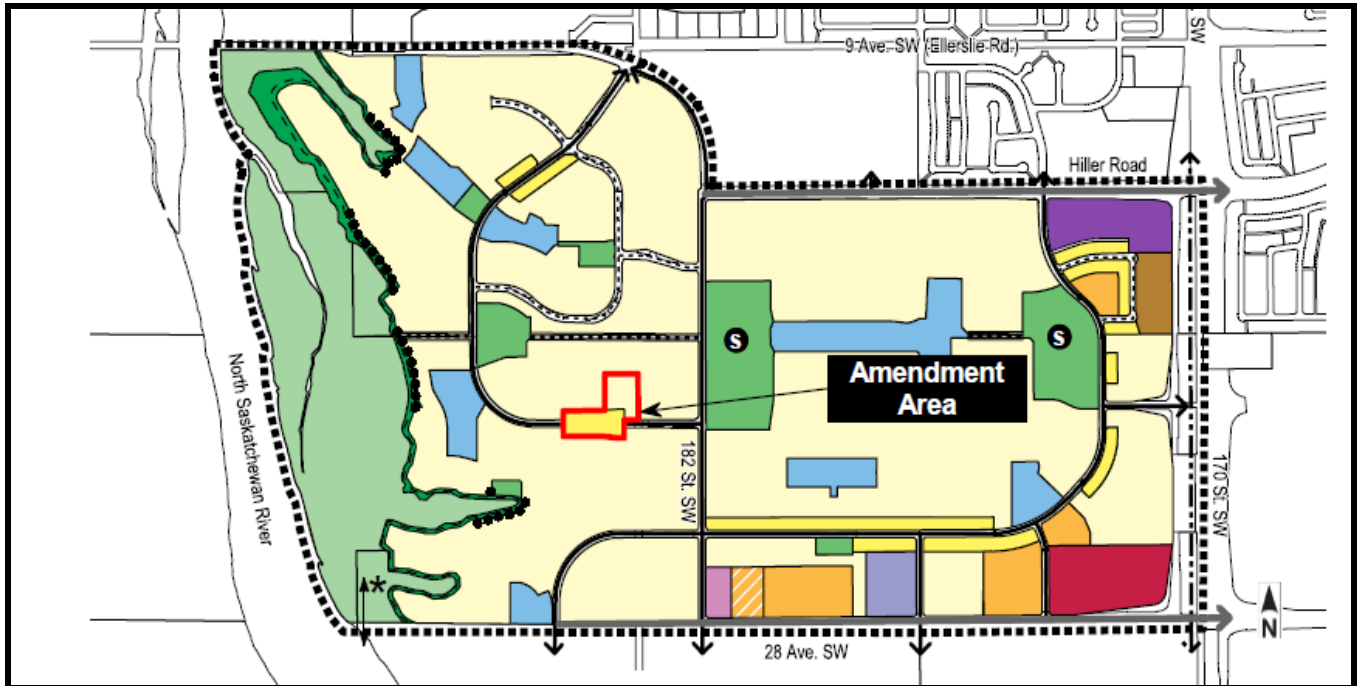 9 Ave. SW (Ellerslie Rd.)
SW
Hiller Road
S
S
Amendment
Area
North Saskatchewan River
182 St. SW
170 St. SW
*
28 Ave. SW
N